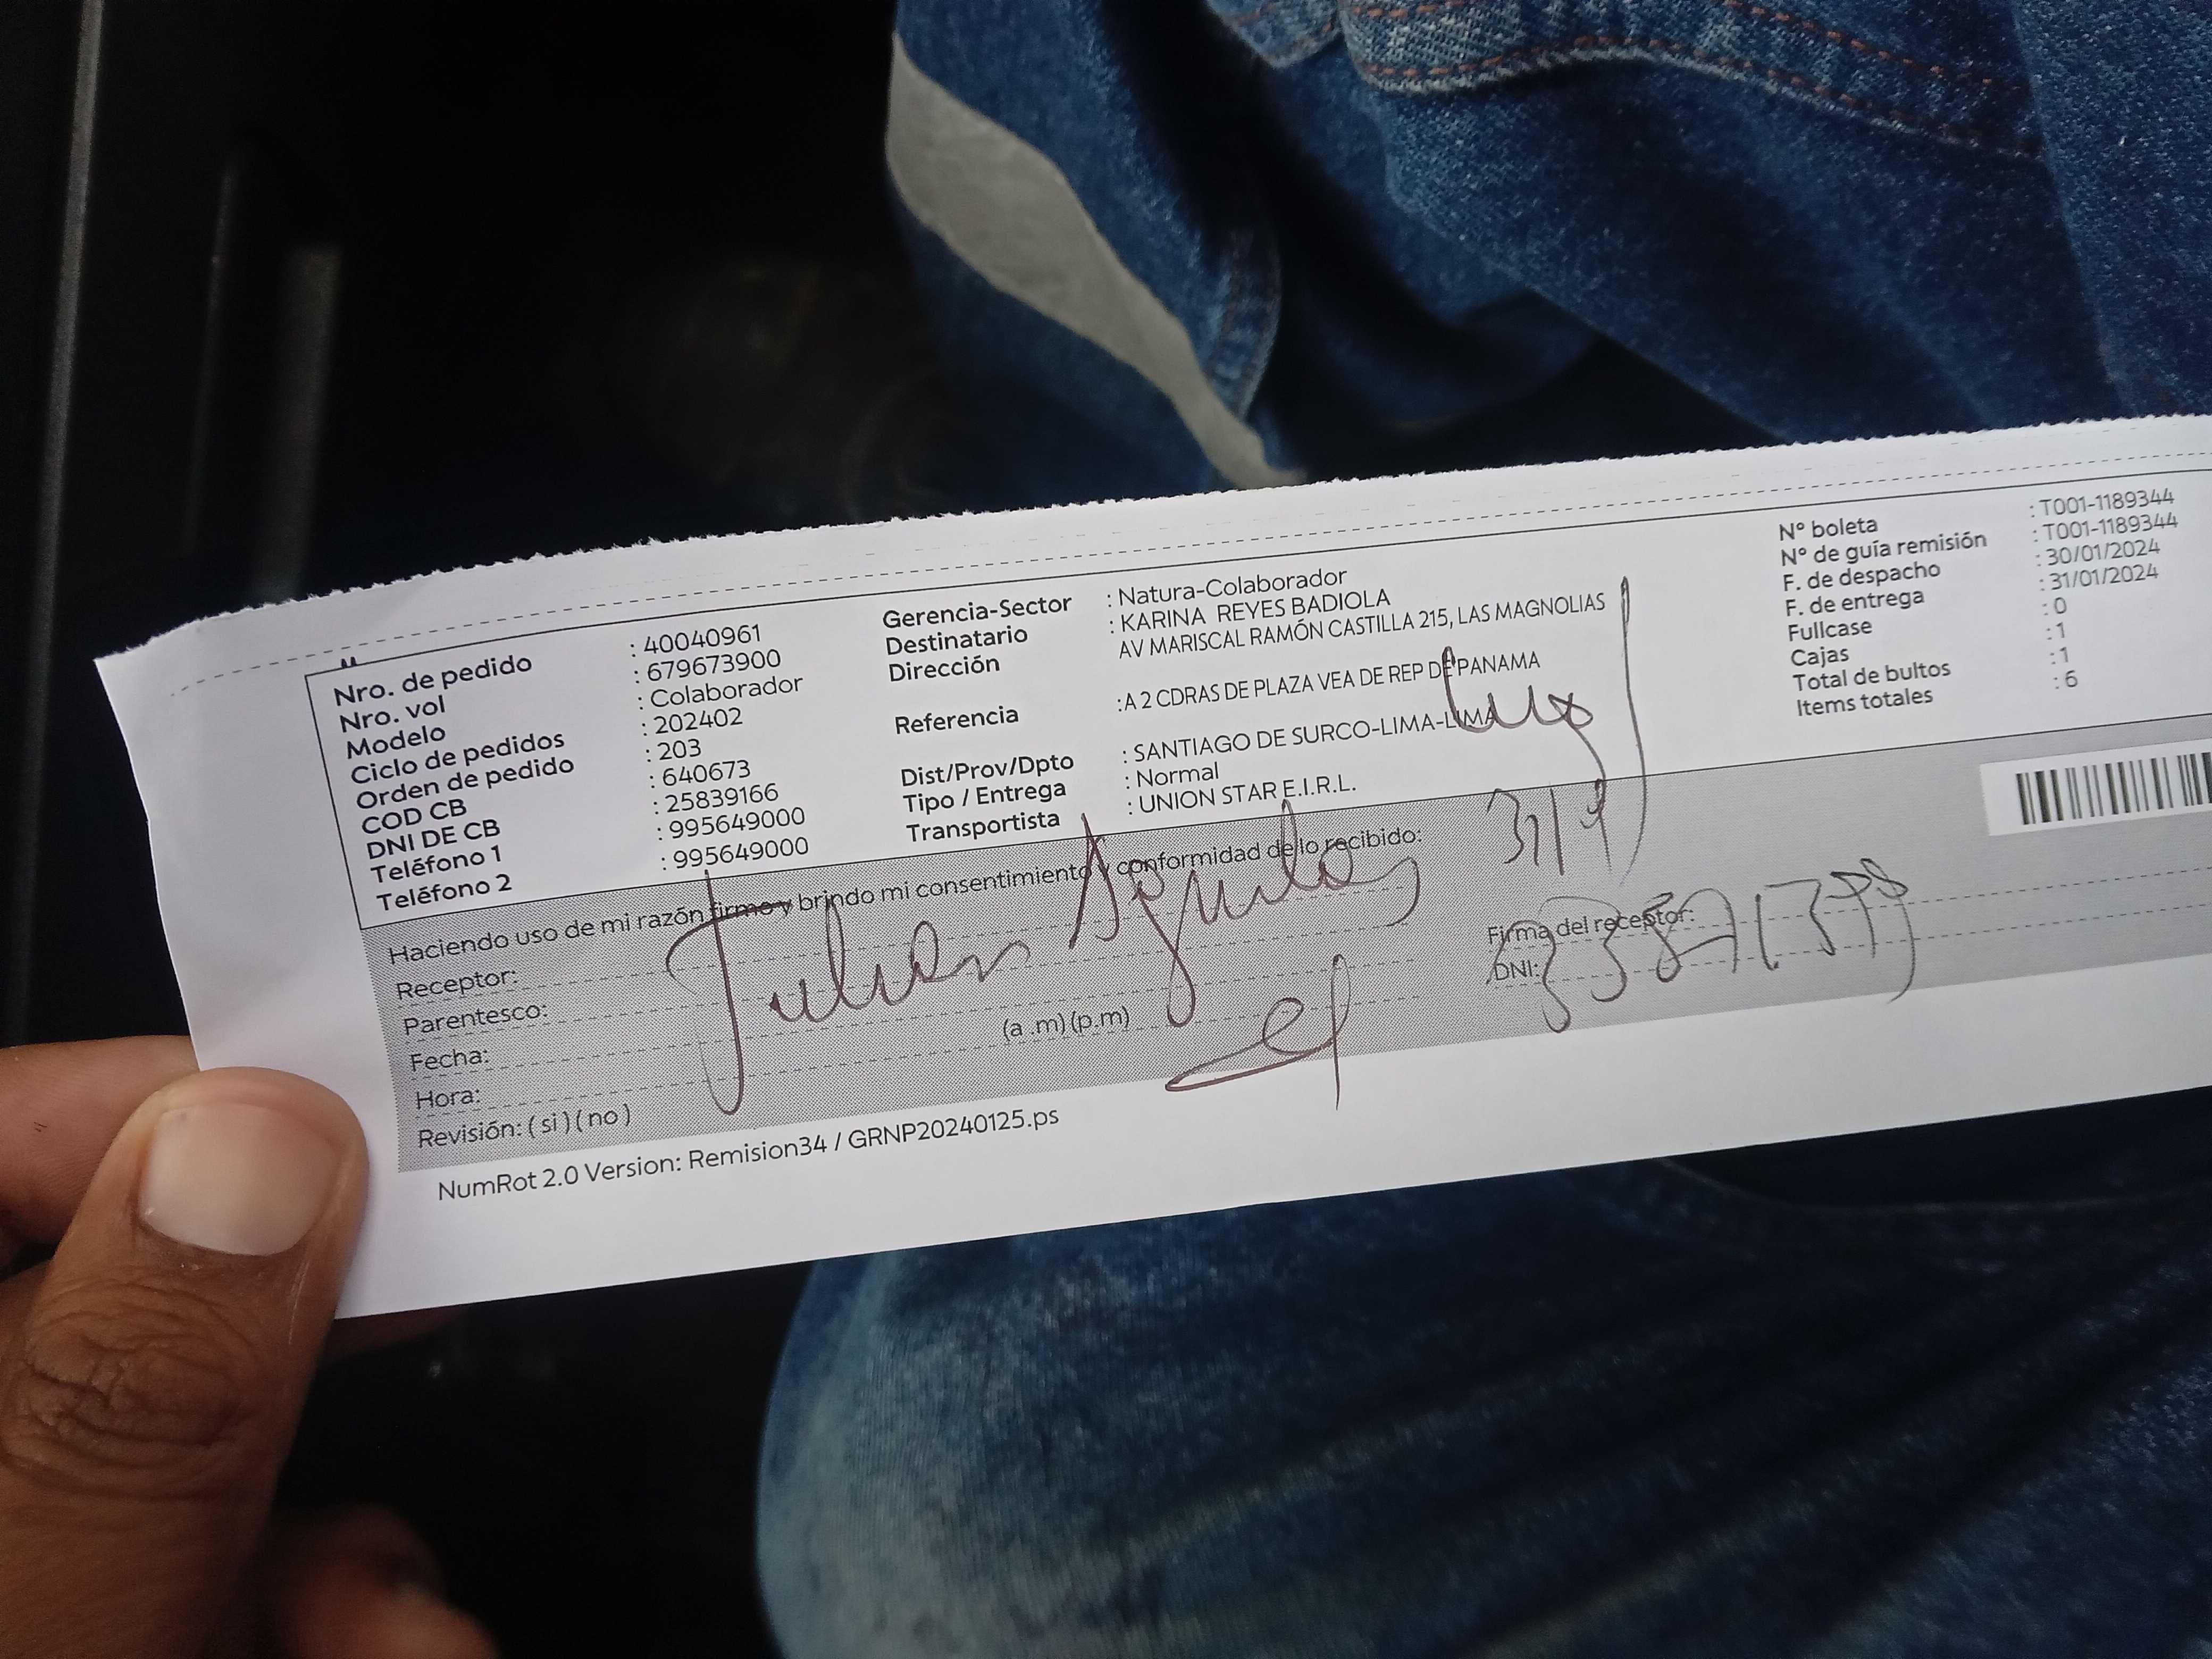 Nro. de pedido : 40040961
Nro. vol : 679673900
Modelo : Colaborador
Ciclo de pedidos : 202402
Orden de pedido : 203
COD CB : 640673
DNI DE CB : 25839166
Teléfono 1 : 995649000
Teléfono 2 : 995649000
Gerencia-Sector : Natura-Colaborador
Destinatario : KARINA REYES BADIOLA
Dirección AV MARISCAL RAMÓN CASTILLA 215, LAS MAGNOLIAS
Referencia :A 2 CDRAS DE PLAZA VEA DE REP DE PANAMA
Dist/Prov/Dpto : SANTIAGO DE SURCO-LIMA-LIMA
Tipo / Entrega : Normal
Transportista : UNION STAR E.I.R.L.
N° boleta : T001-1189344
N° de guía remisión : T001-1189344
F. de despacho : 30/01/2024
F. de entrega : 31/01/2024
Fullcase : 0
Cajas : 1
Total de bultos : 1
Items totales : 6
Haciendo uso de mi razón firmo y brindo mi consentimiento y conformidad de lo recibido:
Receptor: Julian
Parentesco:
Fecha:
Hora: (a .m) (p.m)
Revisión: ( si ) ( no )
Firma del receptor:
DNI:
NumRot 2.0 Version: Remision34 / GRNP20240125.ps